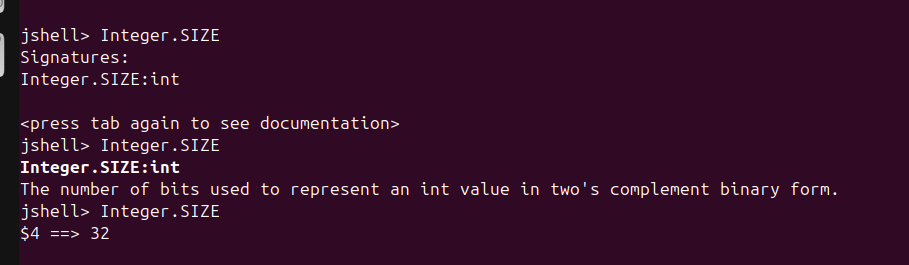 jshell> Integer.SIZE
Signatures:
Integer.SIZE:int
<press tab again to see documentation>
jshell> Integer.SIZE
Integer.SIZE:int
The number of bits used to represent an int value in two's complement binary form.
jshell> Integer.SIZE
$4 ==> 32